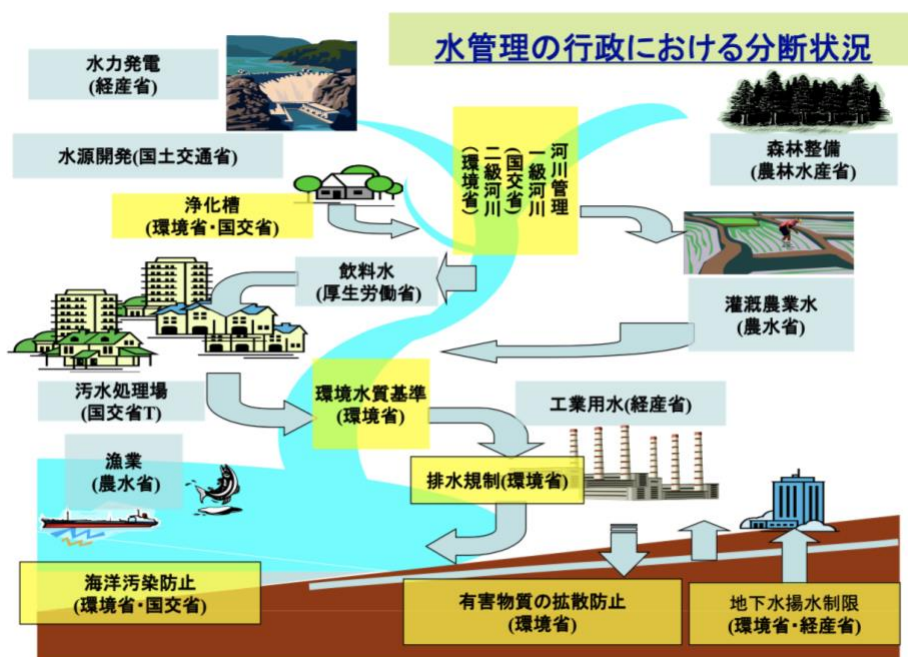 水管理の行政における分断状況
水力発電
(経産省)
水源開発(国土交通省)
浄化槽
(環境省・国交省)
河川管理
一級河川
(国交省)
二級河川
(環境省)
森林整備
(農林水産省)
飲料水
(厚生労働省)
灌漑農業水
(農水省)
汚水処理場
(国交省T)
環境水質基準
(環境省)
工業用水(経産省)
漁業
(農水省)
排水規制(環境省)
海洋汚染防止
(環境省・国交省)
有害物質の拡散防止
(環境省)
地下水揚水制限
(環境省・経産省)